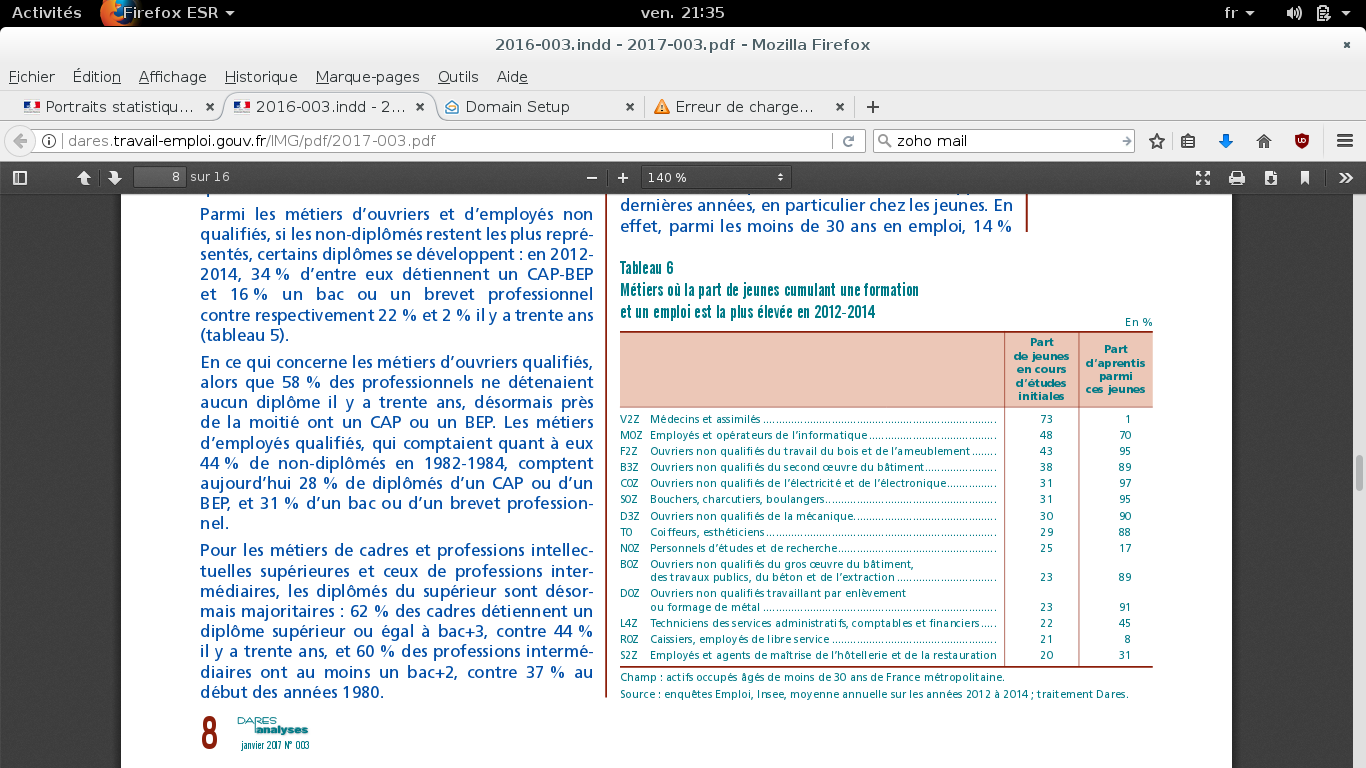 Activités Firefox ESR ven. 21:35 fr
2016-003.indd - 2017-003.pdf - Mozilla Firefox
Fichier Édition Affichage Historique Marque-pages Outils Aide
Portraits statistiqu... 2016-003.indd - 2... Domain Setup Erreur de charge...
dares.travail-emploi.gouv.fr/IMG/pdf/2017-003.pdf zoho mail
8 sur 16 140 %
Parmi les métiers d'ouvriers et d'employés non
qualifiés, si les non-diplômés restent les plus repré-
sentés, certains diplômes se développent : en 2012-
2014, 34 % d'entre eux détiennent un CAP-BEP
et 16 % un bac ou un brevet professionnel
contre respectivement 22 % et 2 % il y a trente ans
(tableau 5).
En ce qui concerne les métiers d'ouvriers qualifiés,
alors que 58 % des professionnels ne détenaient
aucun diplôme il y a trente ans, désormais près
de la moitié ont un CAP ou un BEP. Les métiers
d'employés qualifiés, qui comptaient quant à eux
44 % de non-diplômés en 1982-1984, comptent
aujourd'hui 28 % de diplômés d'un CAP ou d'un
BEP, et 31 % d'un bac ou d'un brevet profession-
nel.
Pour les métiers de cadres et professions intellec-
tuelles supérieures et ceux de professions inter-
médiaires, les diplômés du supérieur sont désor-
mais majoritaires : 62 % des cadres détiennent un
diplôme supérieur ou égal à bac+3, contre 44 %
il y a trente ans, et 60 % des professions intermé-
diaires ont au moins un bac+2, contre 37 % au
début des années 1980.
dernières années, en particulier chez les jeunes. En
effet, parmi les moins de 30 ans en emploi, 14 %
Tableau 6
Métiers où la part de jeunes cumulant une formation
et un emploi est la plus élevée en 2012-2014
En %
Part
de jeunes
en cours
d'études
initiales
Part
d'aprentis
parmi
ces jeunes
V2Z Médecins et assimilés 73 1
M0Z Employés et opérateurs de l'informatique 48 70
F2Z Ouvriers non qualifiés du travail du bois et de l'ameublement 43 95
B3Z Ouvriers non qualifiés du second œuvre du bâtiment 38 89
C0Z Ouvriers non qualifiés de l'électricité et de l'électronique 31 97
S0Z Bouchers, charcutiers, boulangers 31 95
D3Z Ouvriers non qualifiés de la mécanique 30 90
T0 Coiffeurs, esthéticiens 29 88
N0Z Personnels d'études et de recherche 25 17
B0Z Ouvriers non qualifiés du gros œuvre du bâtiment,
des travaux publics, du béton et de l'extraction 23 89
D0Z Ouvriers non qualifiés travaillant par enlèvement
ou formage de métal 23 91
L4Z Techniciens des services administratifs, comptables et financiers 22 45
R0Z Caissiers, employés de libre service 21 8
S2Z Employés et agents de maîtrise de l'hôtellerie et de la restauration 20 31
Champ : actifs occupés âgés de moins de 30 ans de France métropolitaine.
Source : enquêtes Emploi, Insee, moyenne annuelle sur les années 2012 à 2014 ; traitement Dares.
8 DARES
analyses
janvier 2017 N° 003